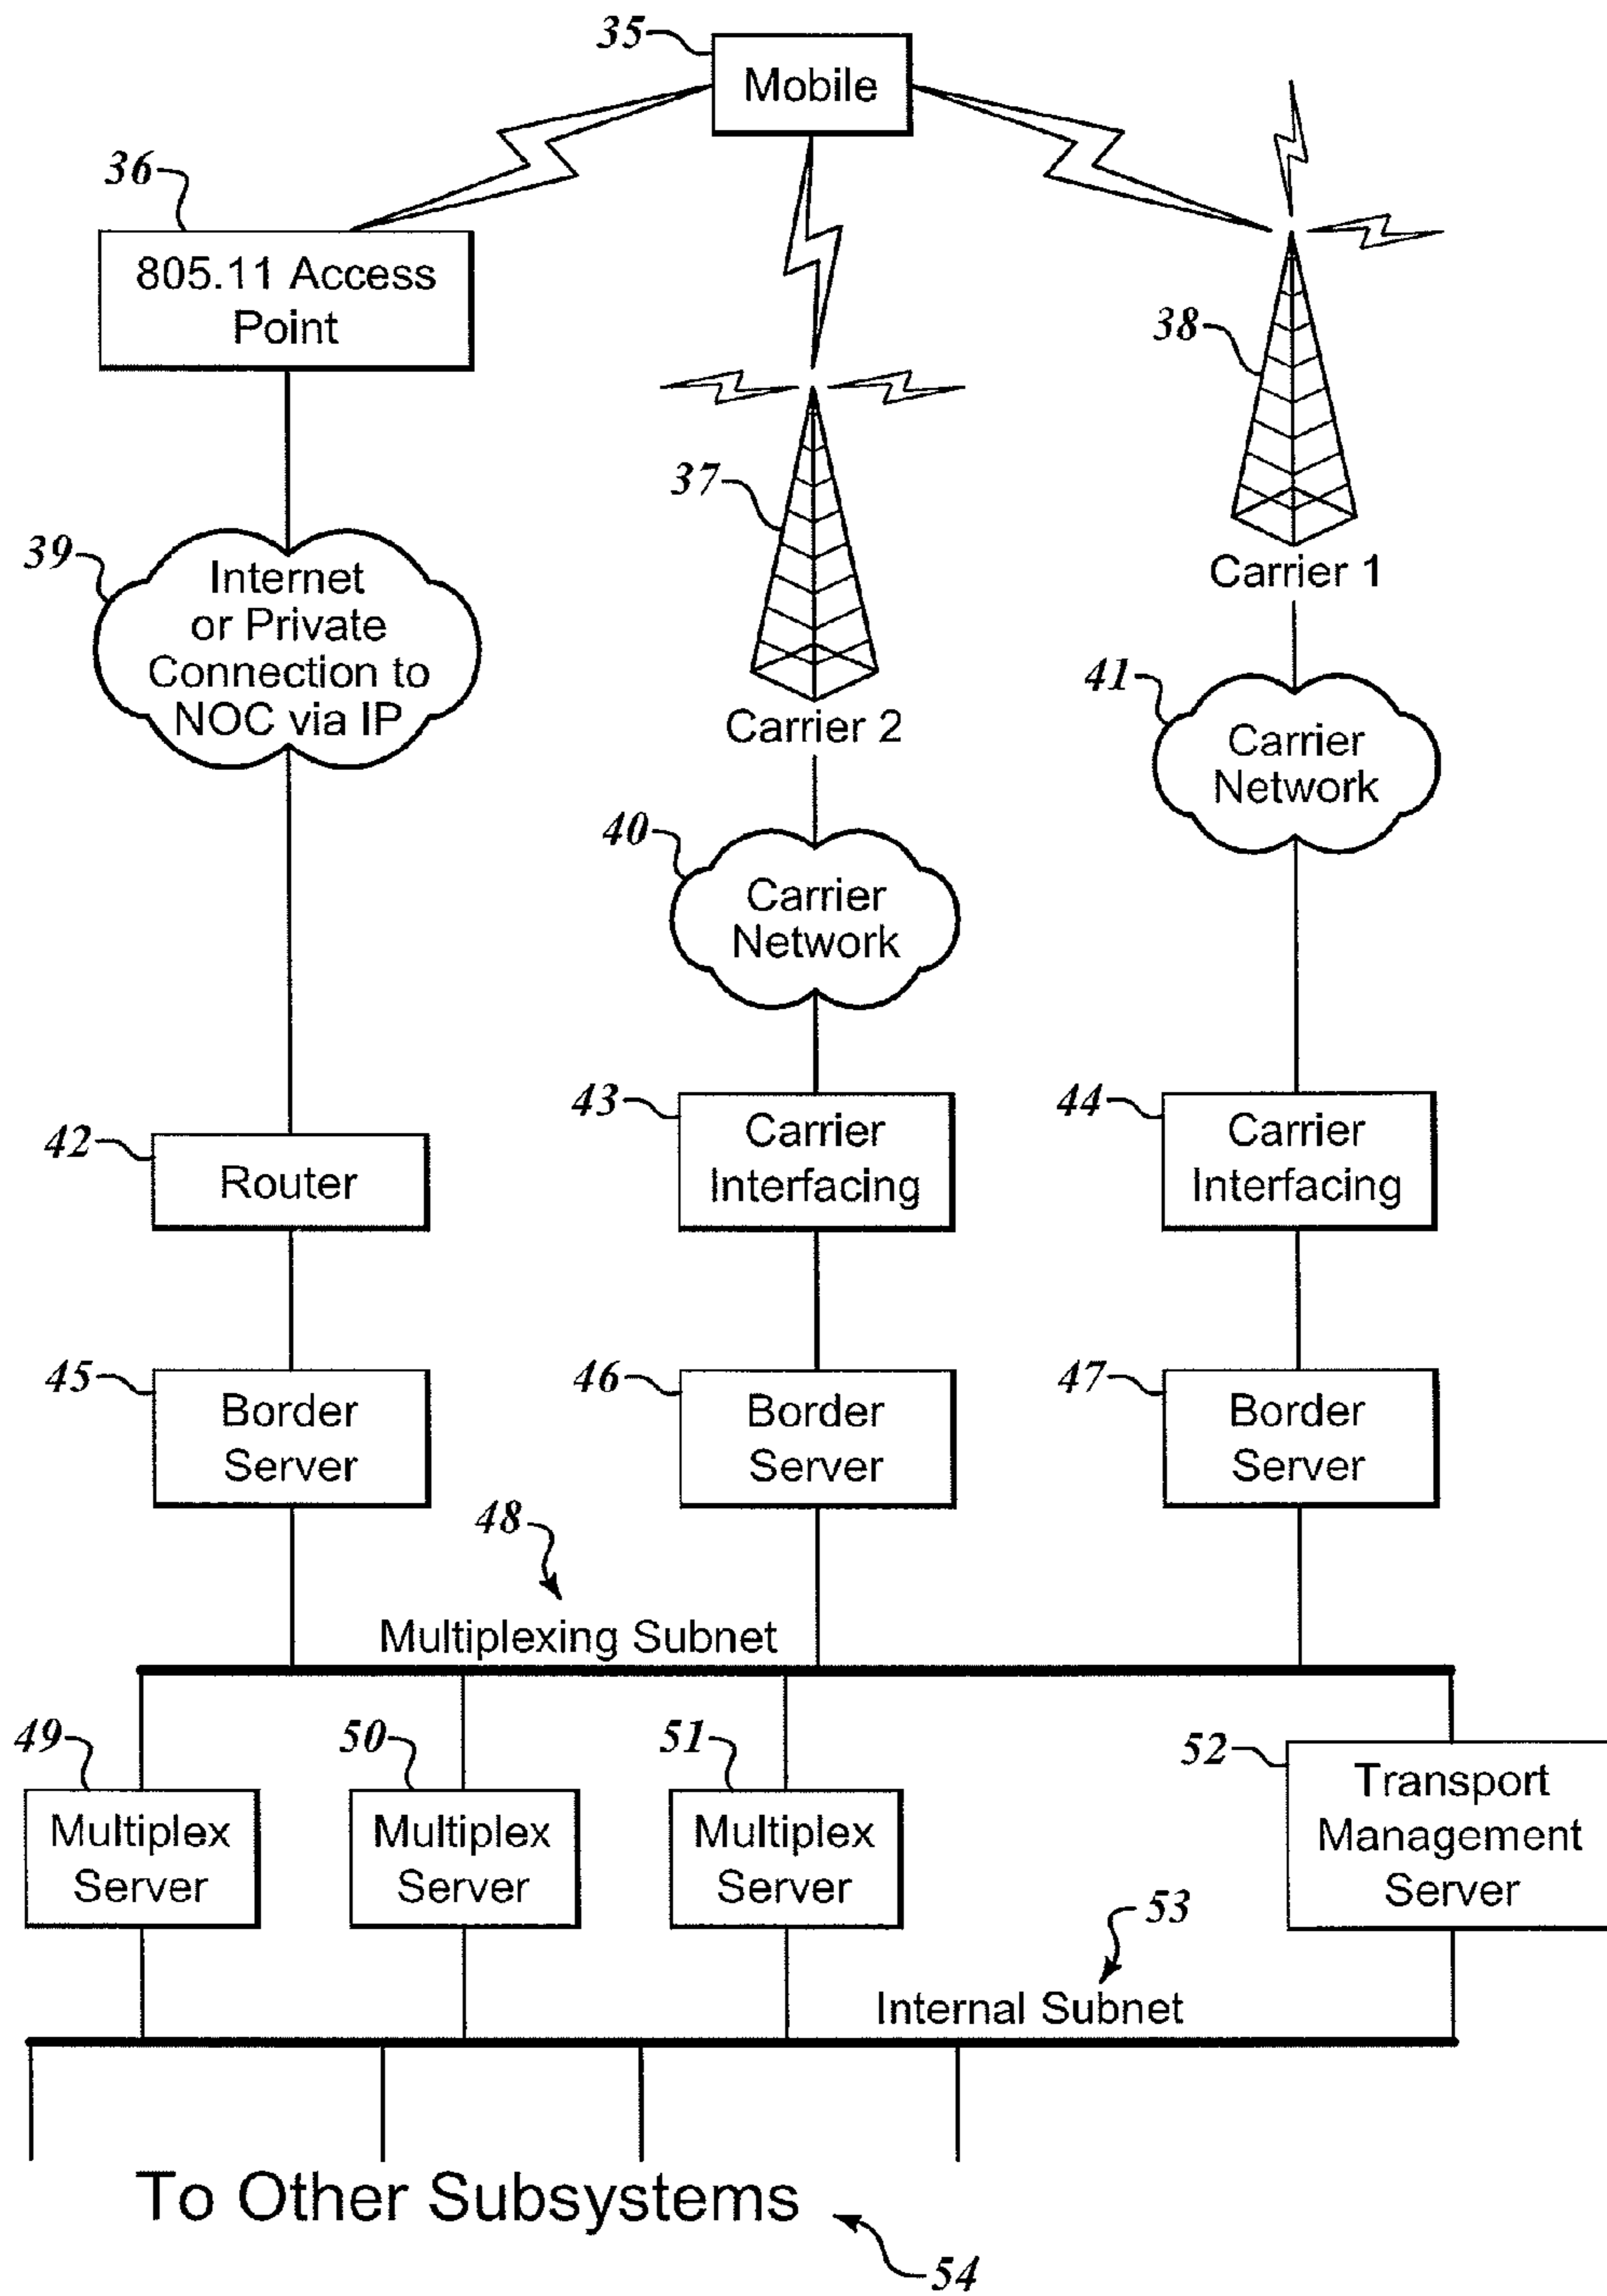 35
Mobile
36
805.11 Access
Point
38
37
39
Internet
or Private
Connection to
NOC via IP
Carrier 1
Carrier 2
41
Carrier
Network
40
Carrier
Network
42
Router
43
Carrier
Interfacing
44
Carrier
Interfacing
45
Border
Server
46
Border
Server
47
Border
Server
48
Multiplexing Subnet
49
Multiplex
Server
50
Multiplex
Server
51
Multiplex
Server
52
Transport
Management
Server
53
Internal Subnet
To Other Subsystems
54